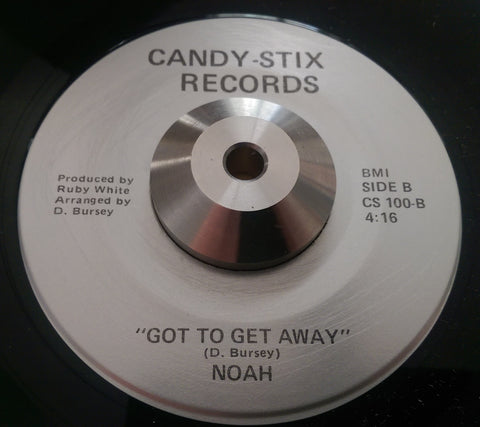 CANDY-STIX
RECORDS
Produced by
Ruby White
Arranged by
D. Bursey
BMI
SIDE B
CS 100-B
4:16
"GOT TO GET AWAY"
(D. Bursey)
NOAH